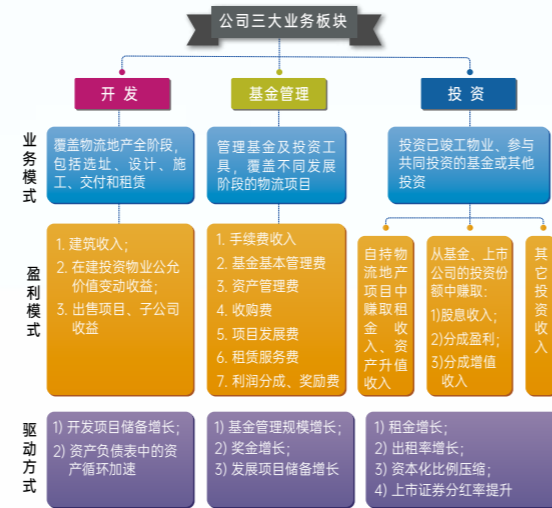 公司三大业务板块
开 发
基金管理
投 资
业务模式
覆盖物流地产全阶段，
包括选址、设计、施
工、交付和租赁
管理基金及投资工
具，覆盖不同发展
阶段的物流项目
投资已竣工物业、参与
共同投资的基金或其他
投资
盈利模式
1. 建筑收入；
2. 在建投资物业公允
价值变动收益；
3. 出售项目、子公司
收益
1. 手续费收入
2. 基金基本管理费
3. 资产管理费
4. 收购费
5. 项目发展费
6. 租赁服务费
7. 利润分成、奖励费
自持物
流地产
项目中
赚取租
金 收
入、资
产升值
收入
从基金、上市
公司的投资份
额中赚取：
1)股息收入；
2)分成盈利；
3)分成增值
收入
其它投资收入
驱动方式
1) 开发项目储备增长；
2) 资产负债表中的资
产循环加速
1) 基金管理规模增长；
2) 奖金增长；
3) 发展项目储备增长
1) 租金增长；
2) 出租率增长；
3) 资本化比例压缩；
4) 上市证券分红率提升